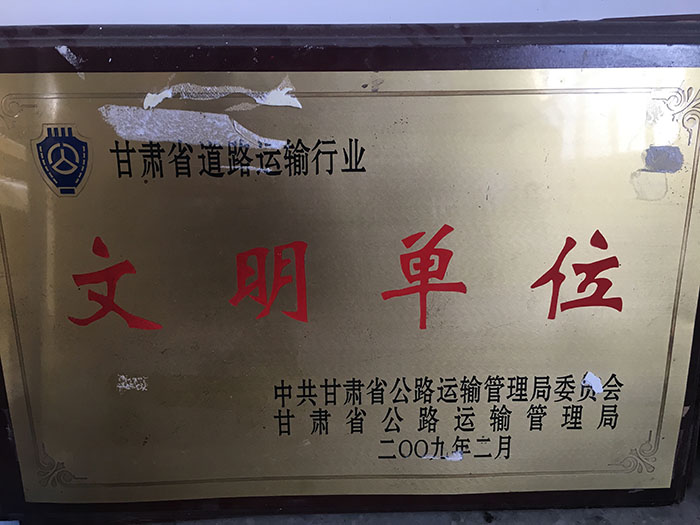 甘肃省道路运输行业
文明单位
中共甘肃省公路运输管理局委员会
甘肃省公路运输管理局
二〇〇九年二月